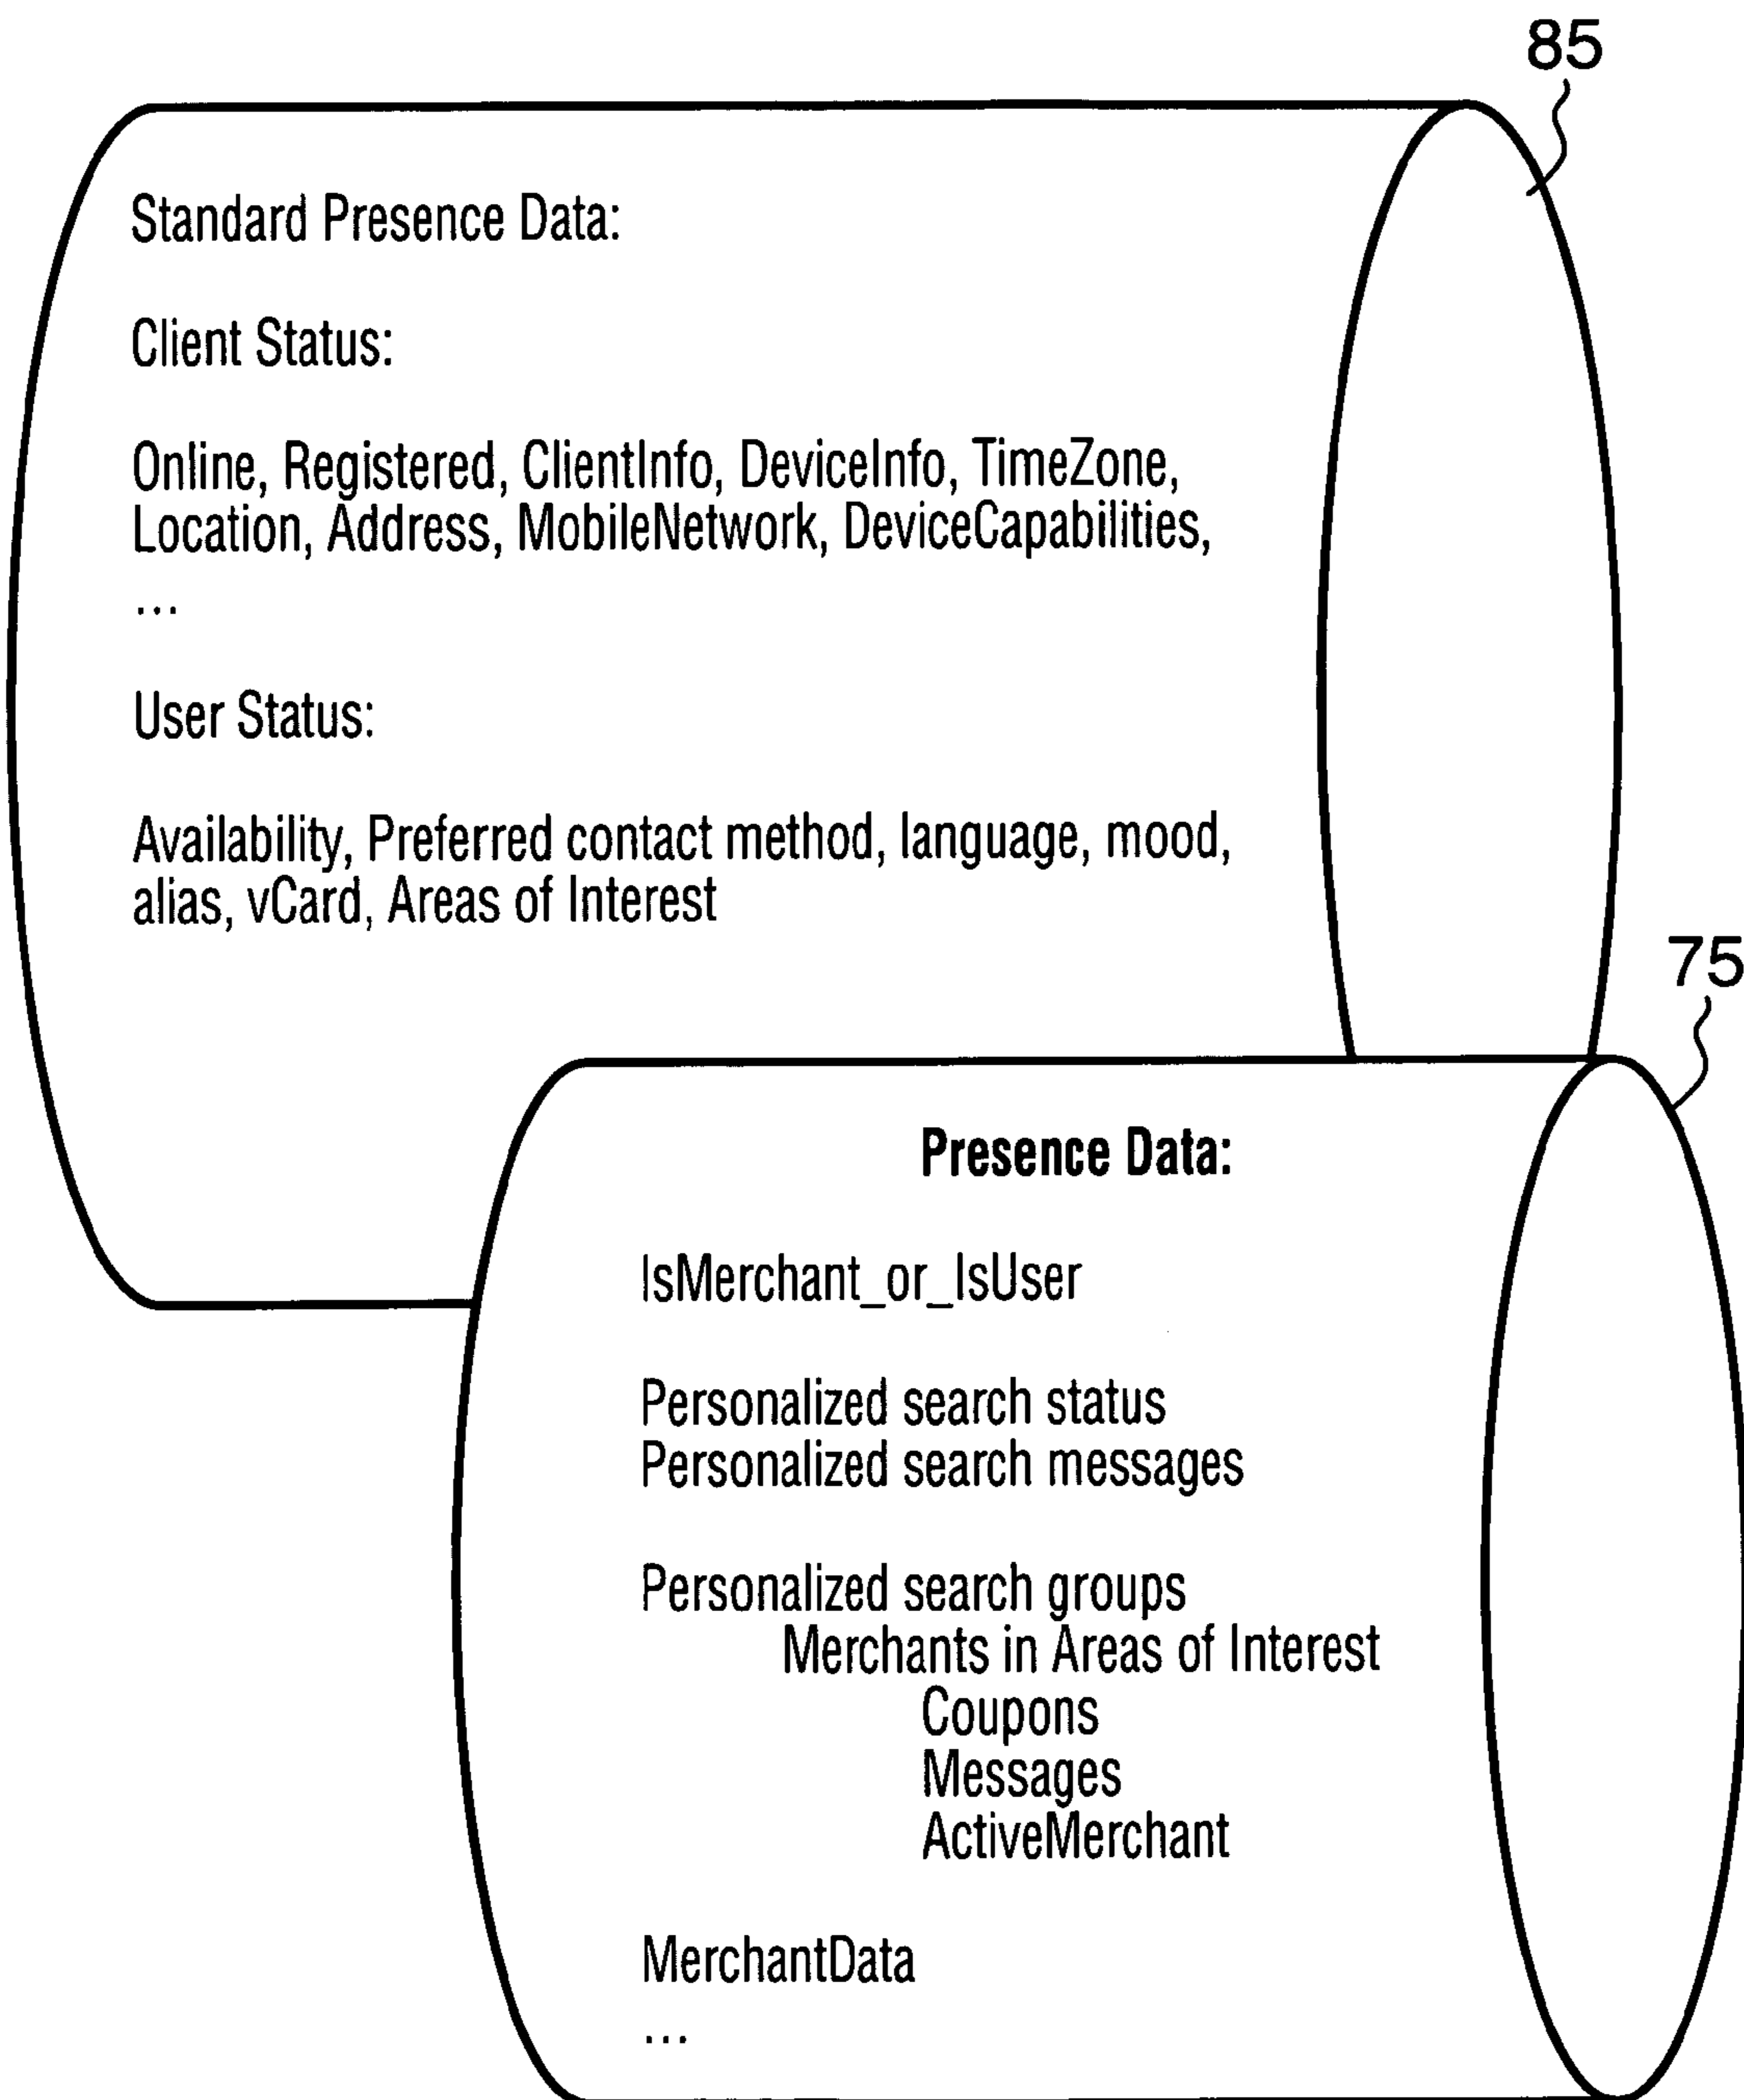 85
Standard Presence Data:
Client Status:
Online, Registered, ClientInfo, DeviceInfo, TimeZone,
Location, Address, MobileNetwork, DeviceCapabilities,
...
User Status:
Availability, Preferred contact method, language, mood,
alias, vCard, Areas of Interest
75
Presence Data:
IsMerchant_or_IsUser
Personalized search status
Personalized search messages
Personalized search groups
Merchants in Areas of Interest
Coupons
Messages
ActiveMerchant
MerchantData
...